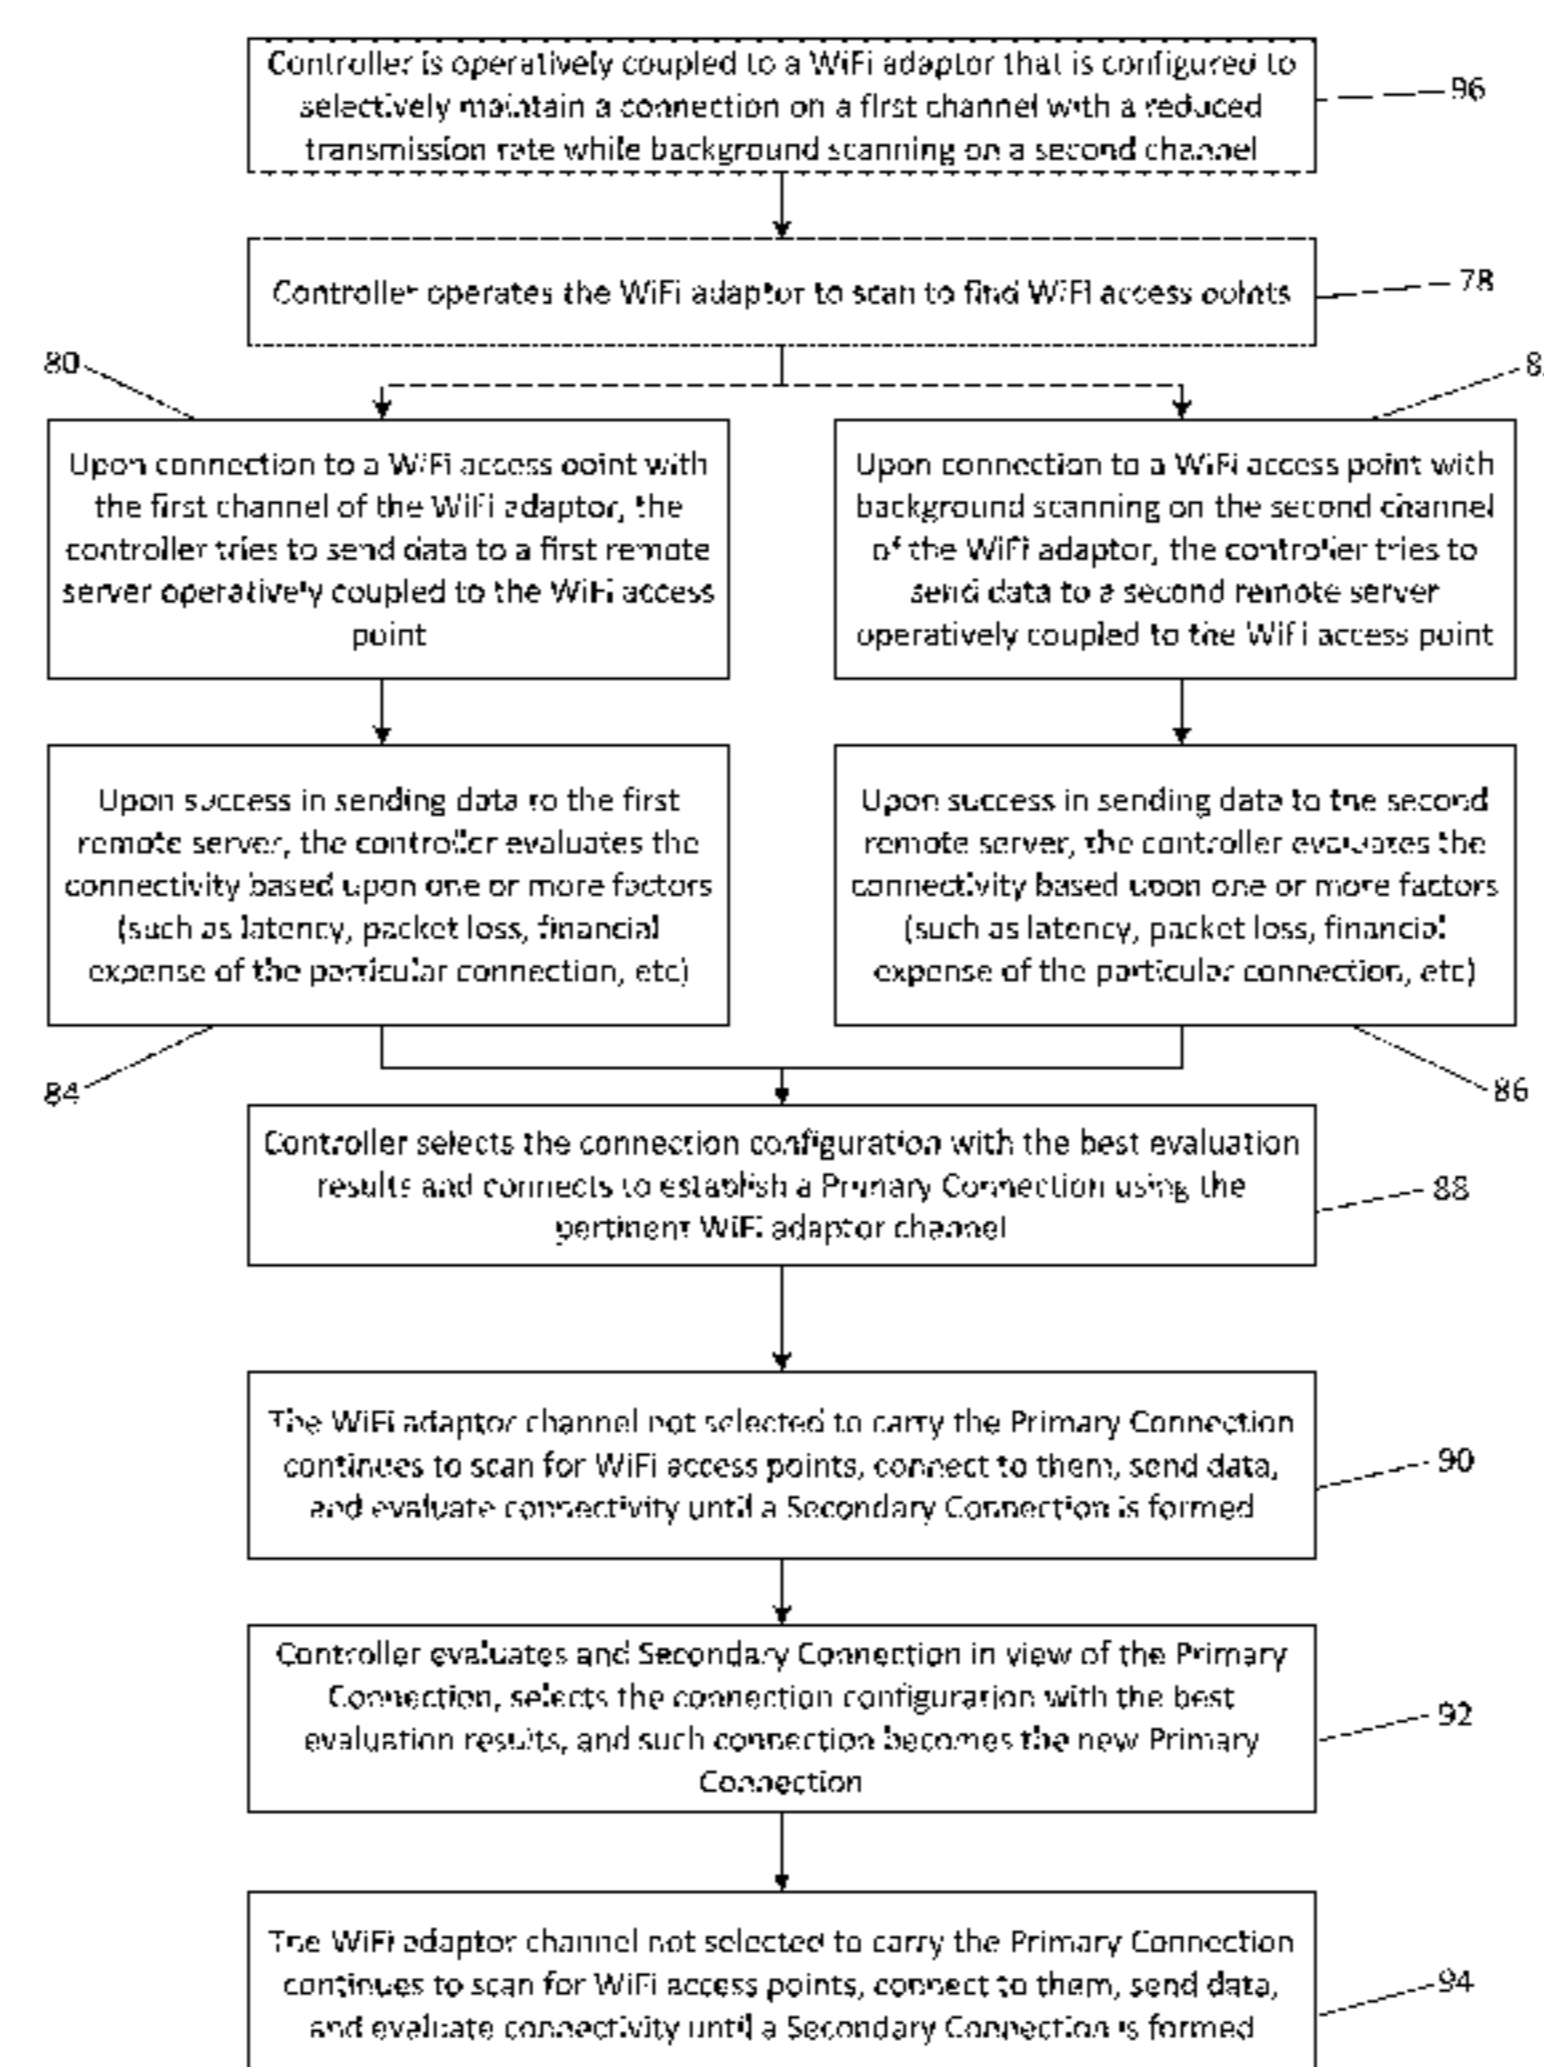 Controller is operatively coupled to a WiFi adaptor that is configured to
selectively maintain a connection on a first channel with a reduced
transmission rate while background scanning on a second channel
96
Controller operates the WiFi adaptor to scan to find WiFi access points
78
80
8
Upon connection to a WiFi access point with
the first channel of the WiFi adaptor, the
controller tries to send data to a first remote
server operatively coupled to the WiFi access
point
Upon connection to a WiFi access point with
background scanning on the second channel
of the WiFi adaptor, the controller tries to
send data to a second remote server
operatively coupled to the WiFi access point
Upon success in sending data to the first
remote server, the controller evaluates the
connectivity based upon one or more factors
(such as latency, packet loss, financial
expense of the particular connection, etc)
Upon success in sending data to the second
remote server, the controller evaluates the
connectivity based upon one or more factors
(such as latency, packet loss, financial
expense of the particular connection, etc)
84
86
Controller selects the connection configuration with the best evaluation
results and connects to establish a Primary Connection using the
pertinent WiFi adaptor channel
88
The WiFi adaptor channel not selected to carry the Primary Connection
continues to scan for WiFi access points, connect to them, send data,
and evaluate connectivity until a Secondary Connection is formed
90
Controller evaluates and Secondary Connection in view of the Primary
Connection, selects the connection configuration with the best
evaluation results, and such connection becomes the new Primary
Connection
92
The WiFi adaptor channel not selected to carry the Primary Connection
continues to scan for WiFi access points, connect to them, send data,
and evaluate connectivity until a Secondary Connection is formed
94